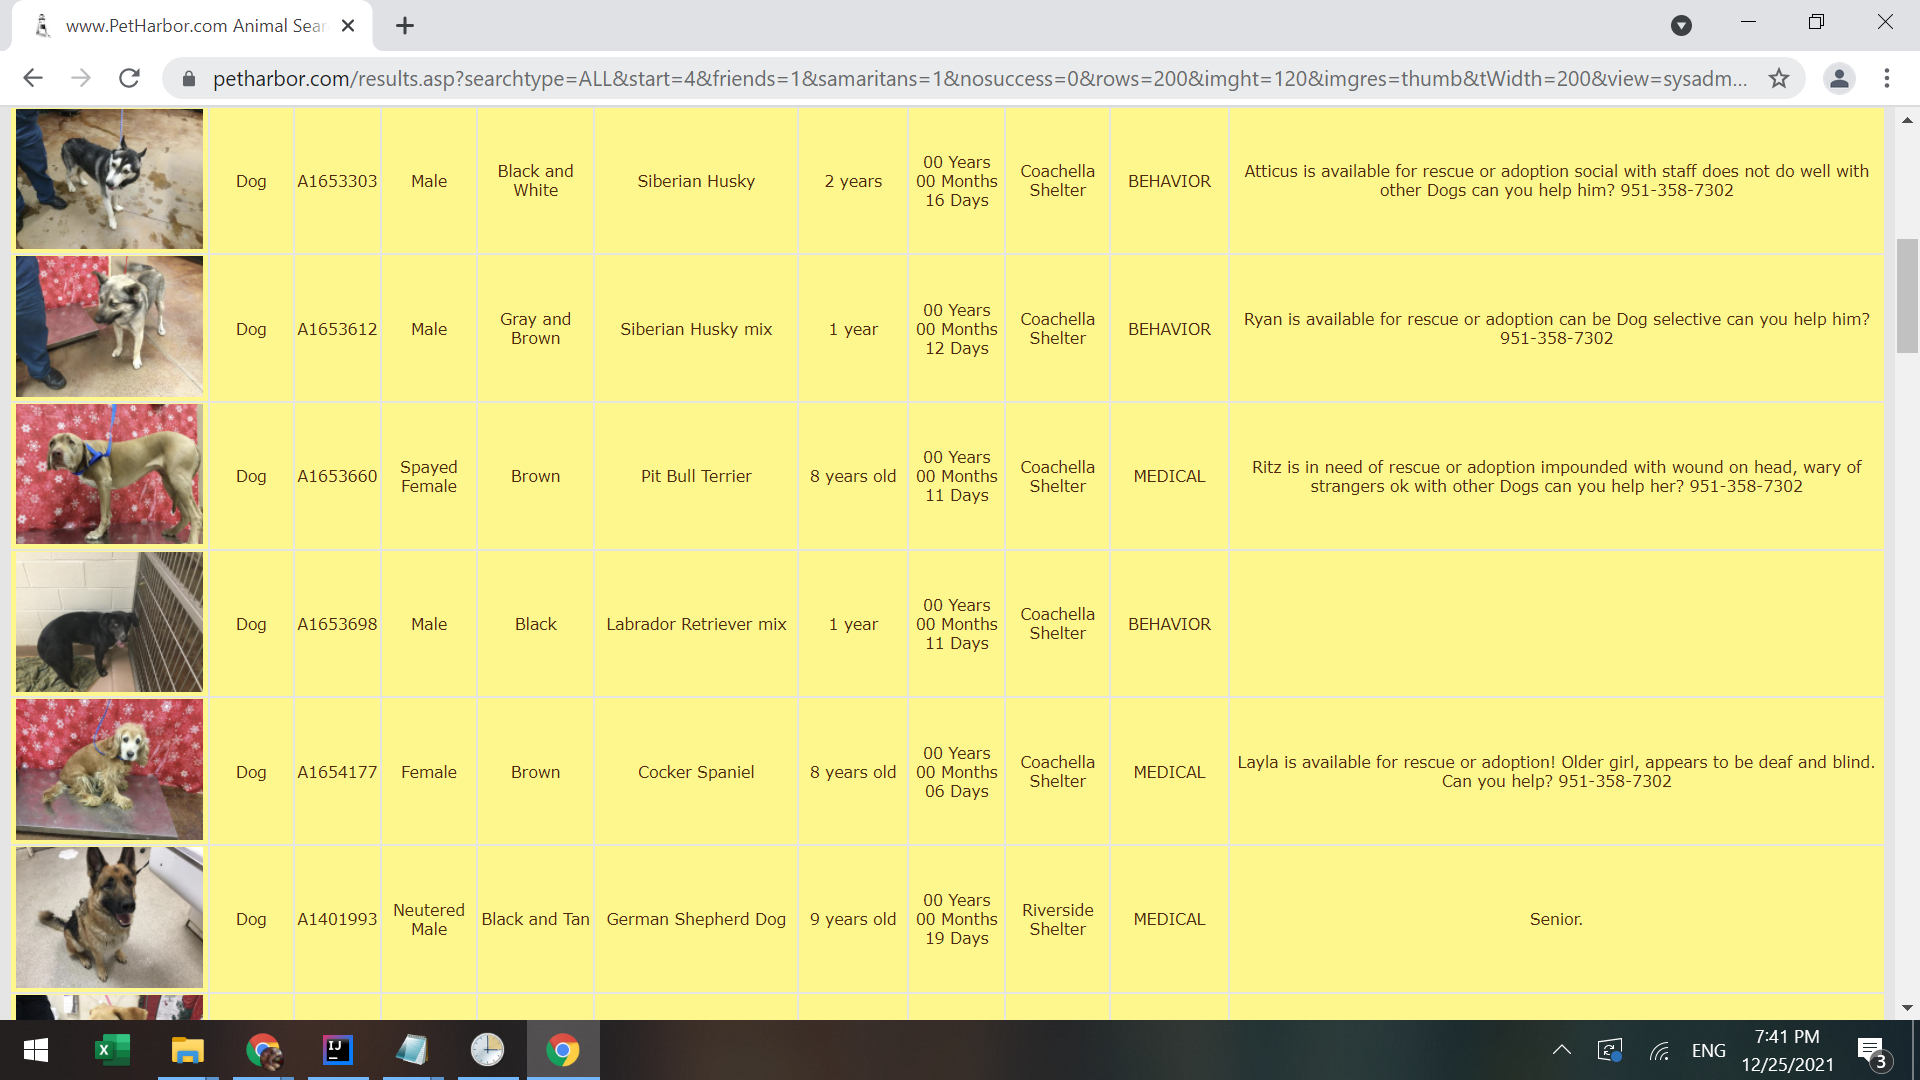 www.PetHarbor.com Animal Sear
petharbor.com/results.asp?searchtype=ALL&start=4&friends=1&samaritans=1&nosuccess=0&rows=200&imght=120&imgres=thumb&tWidth=200&view=sysadm...
Dog
A1653303
Male
Black and
White
Siberian Husky
2 years
00 Years
00 Months
16 Days
Coachella
Shelter
BEHAVIOR
Atticus is available for rescue or adoption social with staff does not do well with
other Dogs can you help him? 951-358-7302
Dog
A1653612
Male
Gray and
Brown
Siberian Husky mix
1 year
00 Years
00 Months
12 Days
Coachella
Shelter
BEHAVIOR
Ryan is available for rescue or adoption can be Dog selective can you help him?
951-358-7302
Dog
A1653660
Spayed
Female
Brown
Pit Bull Terrier
8 years old
00 Years
00 Months
11 Days
Coachella
Shelter
MEDICAL
Ritz is in need of rescue or adoption impounded with wound on head, wary of
strangers ok with other Dogs can you help her? 951-358-7302
Dog
A1653698
Male
Black
Labrador Retriever mix
1 year
00 Years
00 Months
11 Days
Coachella
Shelter
BEHAVIOR
Dog
A1654177
Female
Brown
Cocker Spaniel
8 years old
00 Years
00 Months
06 Days
Coachella
Shelter
MEDICAL
Layla is available for rescue or adoption! Older girl, appears to be deaf and blind.
Can you help? 951-358-7302
Dog
A1401993
Neutered
Male
Black and Tan
German Shepherd Dog
9 years old
00 Years
00 Months
19 Days
Riverside
Shelter
MEDICAL
Senior.
X
IJ
ENG
7:41 PM
12/25/2021
3